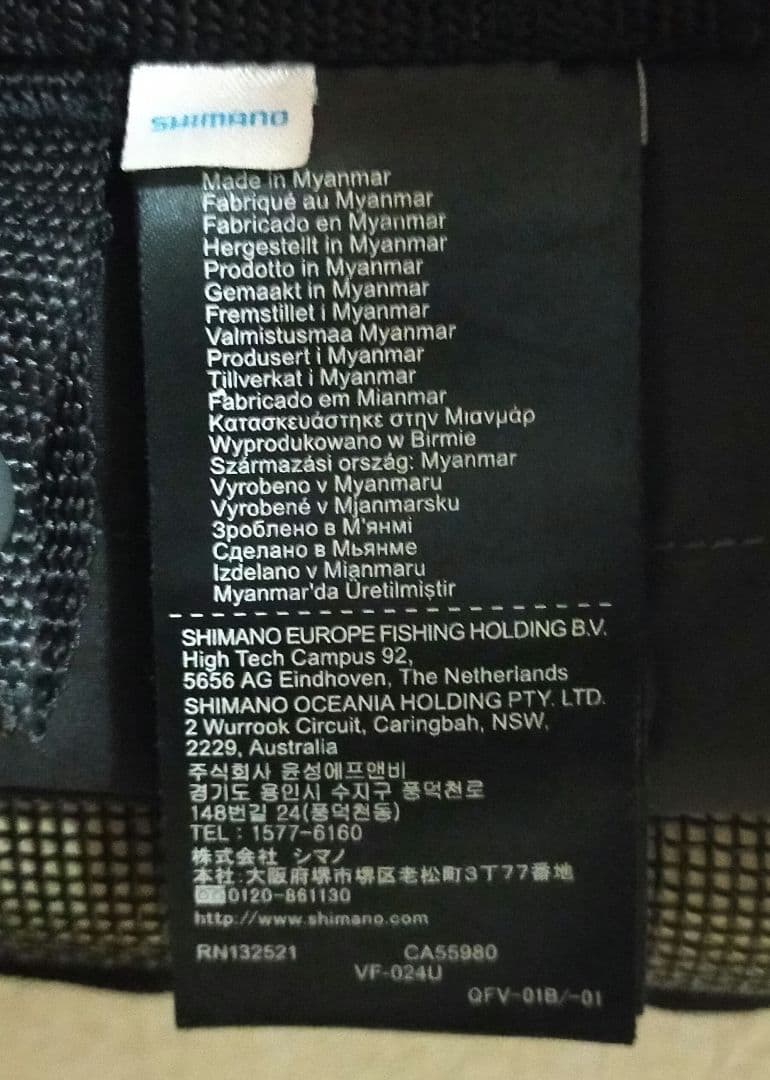 SHIMANO
Made in Myanmar
Fabriqué au Myanmar
Fabricado en Myanmar
Hergestellt in Myanmar
Prodotto in Myanmar
Gemaakt in Myanmar
Fremstillet i Myanmar
Valmistusmaa Myanmar
Produsert i Myanmar
Tillverkat i Myanmar
Fabricado em Mianmar
Κατασκευάστηκε στην Μιανμάρ
Wyprodukowano w Birmie
Származási ország: Myanmar
Vyrobeno v Myanmaru
Vyrobené v Mjanmarsku
Зроблено в М'янмі
Сделано в Мьянме
Izdelano v Mianmaru
Myanmar'da Üretilmiştir
SHIMANO EUROPE FISHING HOLDING B.V.
High Tech Campus 92,
5656 AG Eindhoven, The Netherlands
SHIMANO OCEANIA HOLDING PTY. LTD.
2 Wurrook Circuit, Caringbah, NSW,
2229, Australia
주식회사 윤성에프앤비
경기도 용인시 수지구 풍덕천로
148번길 24(풍덕천동)
TEL : 1577-6160
株式会社 シマノ
本社:大阪府堺市堺区老松町3丁77番地
0120-861130
http://www.shimano.com
RN132521 CA55980
VF-024U
QFV-01B/-01